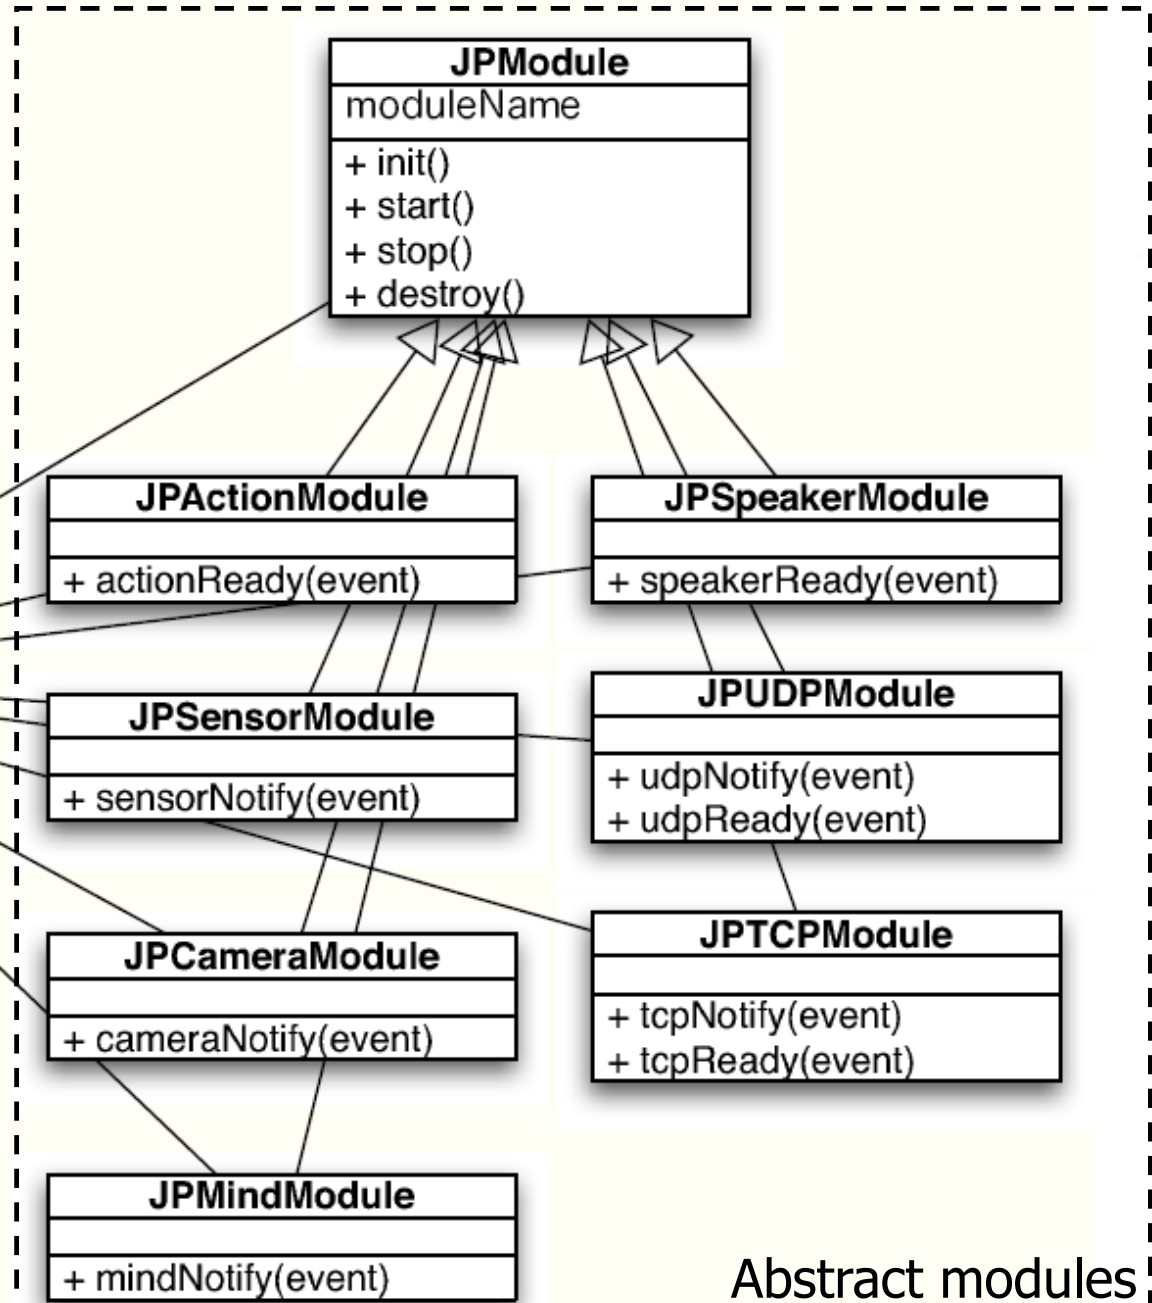 JPModule
moduleName
+ init()
+ start()
+ stop()
+ destroy()
JPActionModule
+ actionReady(event)
JPSpeakerModule
+ speakerReady(event)
JPSensorModule
+ sensorNotify(event)
JPUDPModule
+ udpNotify(event)
+ udpReady(event)
JPCameraModule
+ cameraNotify(event)
JPTCPModule
+ tcpNotify(event)
+ tcpReady(event)
JPMindModule
+ mindNotify(event)
Abstract modules